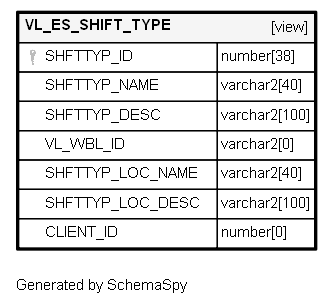 VL_ES_SHIFT_TYPE [view]
SHFTTYP_ID number[38]
SHFTTYP_NAME varchar2[40]
SHFTTYP_DESC varchar2[100]
VL_WBL_ID varchar2[0]
SHFTTYP_LOC_NAME varchar2[40]
SHFTTYP_LOC_DESC varchar2[100]
CLIENT_ID number[0]
Generated by SchemaSpy